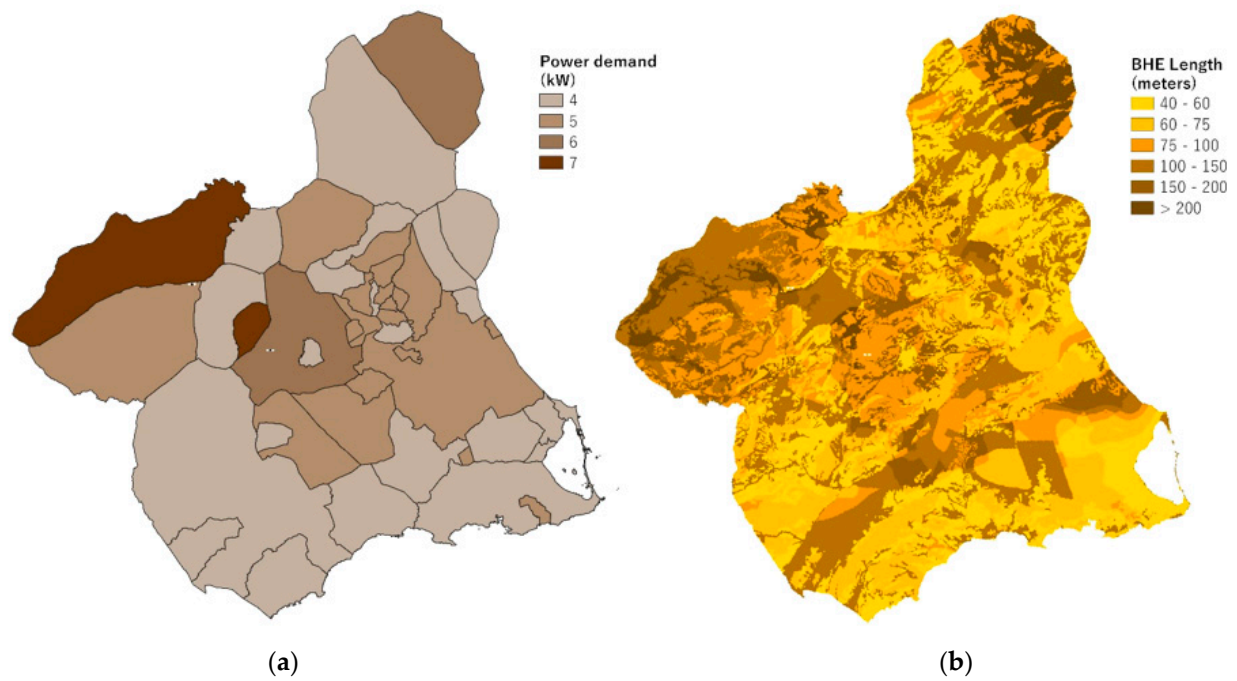 Power demand
(kW)
4
5
6
7
BHE Length
(meters)
40 - 60
60 - 75
75 - 100
100 - 150
150 - 200
> 200
(a)
(b)